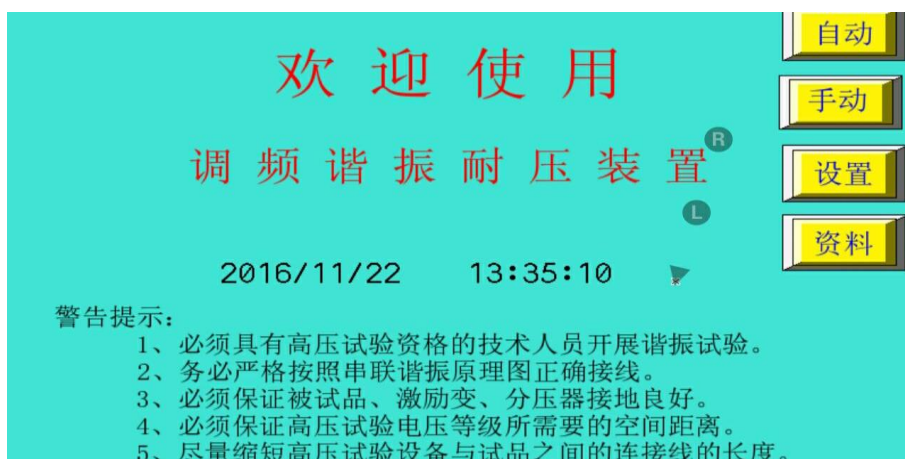 欢迎使用
调频谐振耐压装置
2016/11/22 13:35:10
自动
手动
设置
资料
R
L
警告提示:
1、必须具有高压试验资格的技术人员开展谐振试验。
2、务必严格按照串联谐振原理图正确接线。
3、必须保证被试品、激励变、分压器接地良好。
4、必须保证高压试验电压等级所需要的空间距离。
5、尽量缩短高压试验设备与试品之间的连接线的长度。